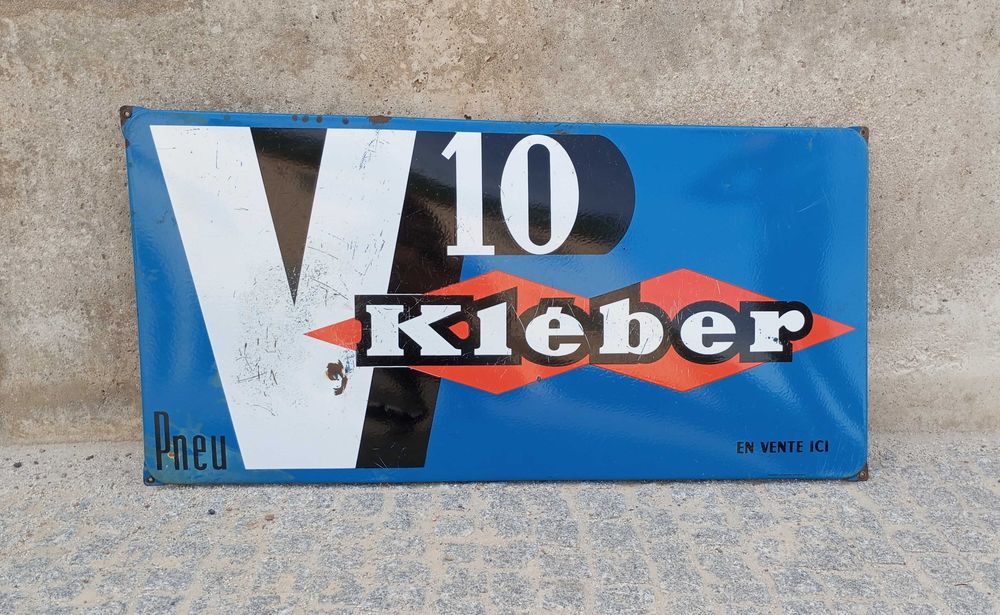 V10
Kléber
Pneu
EN VENTE ICI